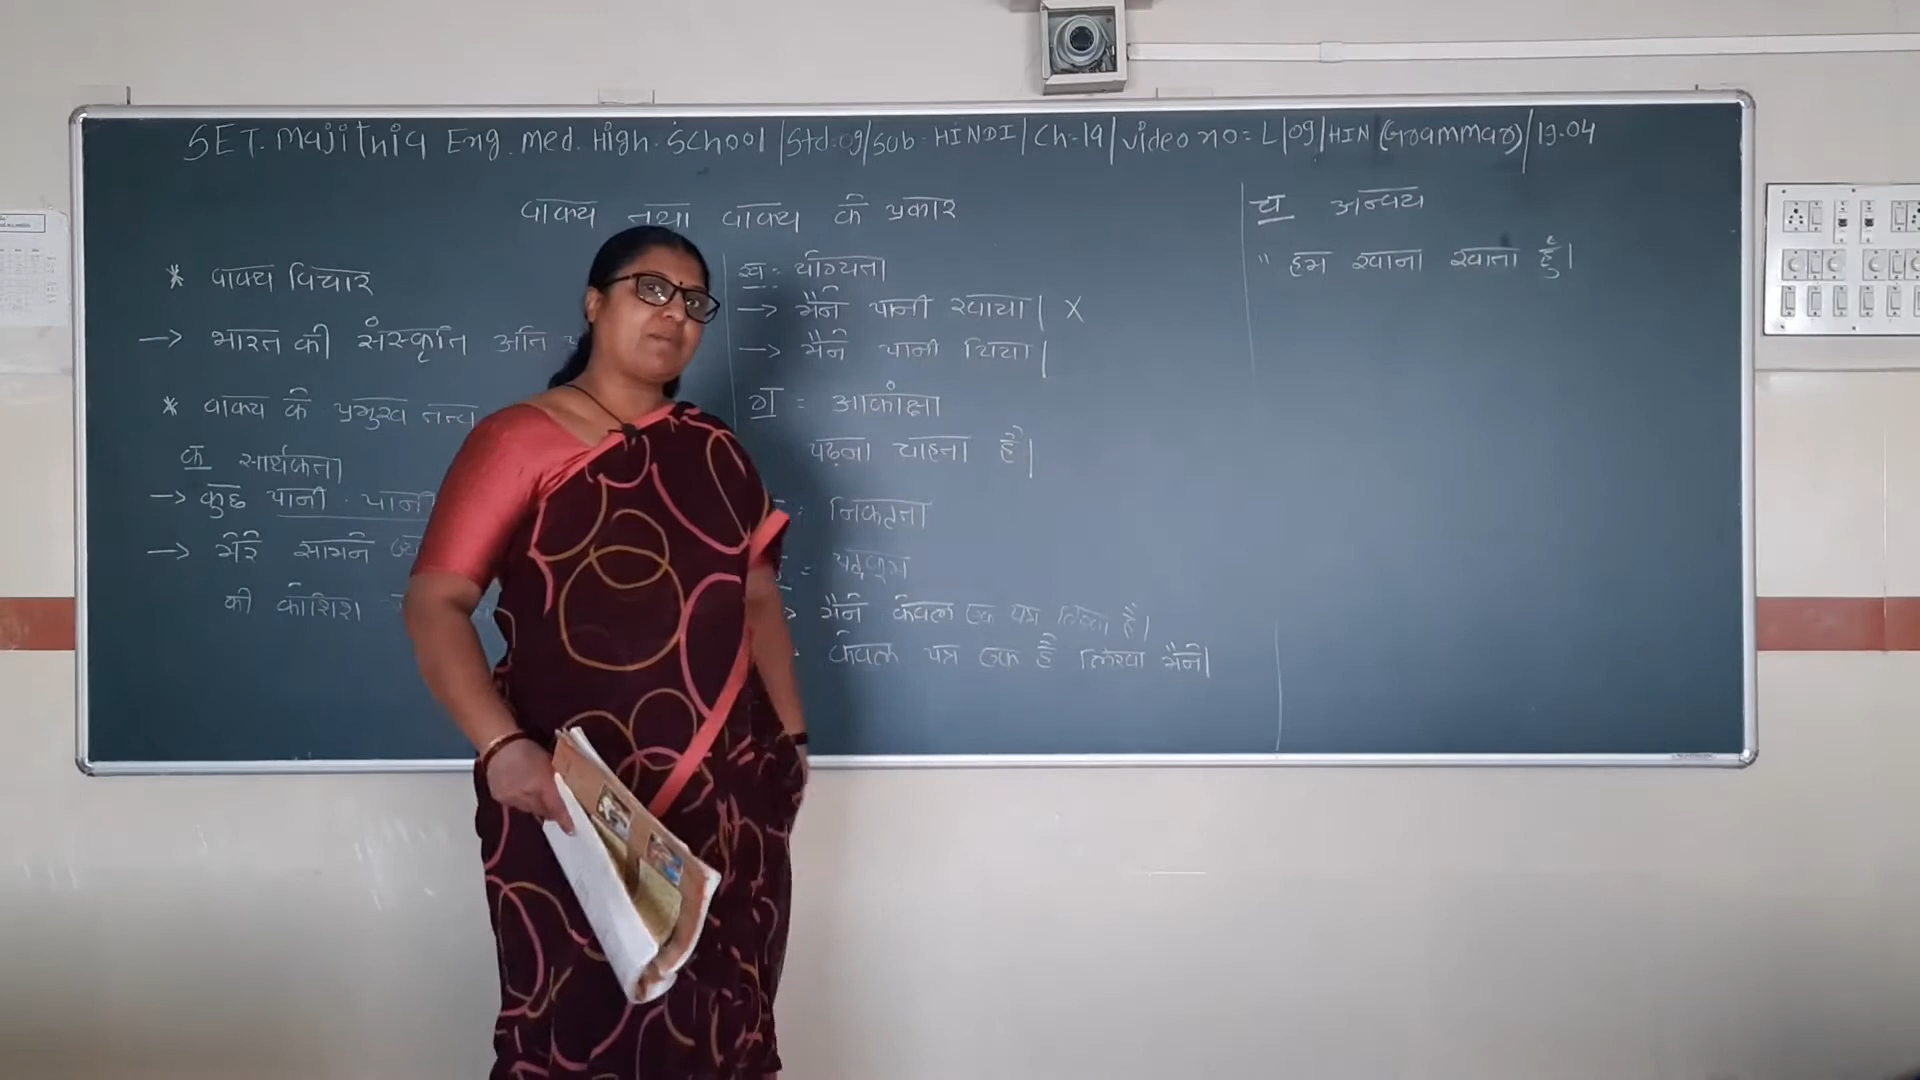 SET. Majithia Eng. med. High. School | Std:09 | Sub - HINDI | Ch-19 | video no = L | 09 | HIN (Grammar) | 19-04
वाक्य तथा वाक्य के प्रकार
* वाक्य विचार
→ भारत की संस्कृति अति
* वाक्य के प्रमुख तत्त्व
क सार्थकता
→ कुछ पानी - पानी
→ मेरे सामने
की कोशिश
ख : योग्यता
→ मैंने पानी खाया | X
→ मैंने पानी पिया |
ग = आकांक्षा
पढ़ना चाहता है |
: निकटता
= पदक्रम
मैंने केवल एक पत्र लिखा है |
केवल पत्र एक है लिखा मैंने |
च अन्वय
" हम खाना खाता हुँ |